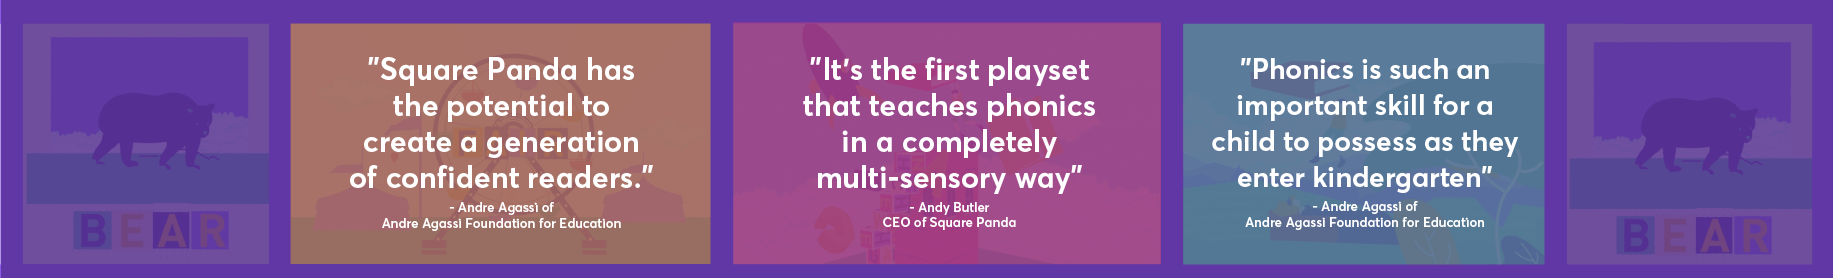 BEAR
"Square Panda has
the potential to
create a generation
of confident readers."
- Andre Agassi of
Andre Agassi Foundation for Education
"It's the first playset
that teaches phonics
in a completely
multi-sensory way"
- Andy Butler
CEO of Square Panda
"Phonics is such an
important skill for a
child to possess as they
enter kindergarten"
- Andre Agassi of
Andre Agassi Foundation for Education
BEAR